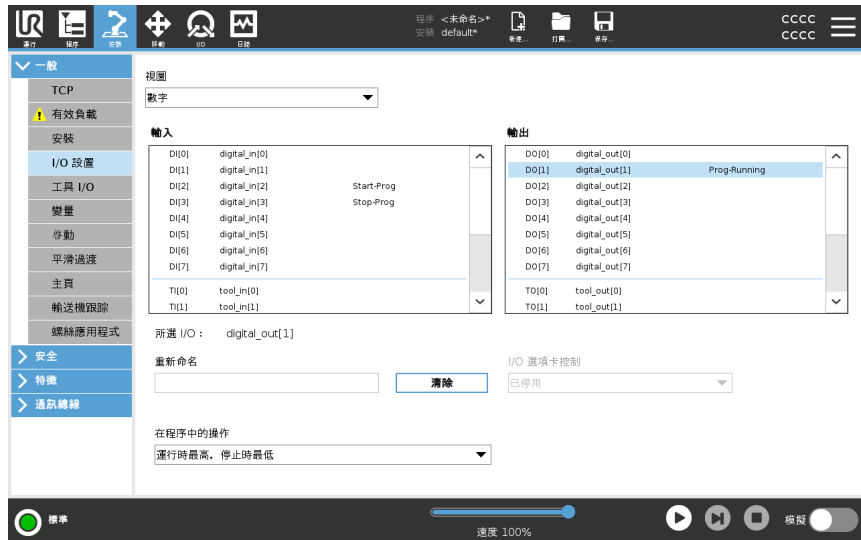 UR
程序 <未命名>*
安裝 default*
cccc
cccc
運行
程序
安裝
移動
I/O
日誌
新建...
打開...
保存...
一般
TCP
有效負載
安裝
I/O 設置
工具 I/O
變量
啓動
平滑過渡
主頁
輸送機跟踪
螺絲應用程式
安全
特徵
通訊總線
視圖
數字
輸入
DI[0] digital_in[0]
DI[1] digital_in[1]
DI[2] digital_in[2] Start-Prog
DI[3] digital_in[3] Stop-Prog
DI[4] digital_in[4]
DI[5] digital_in[5]
DI[6] digital_in[6]
DI[7] digital_in[7]
TI[0] tool_in[0]
TI[1] tool_in[1]
輸出
DO[0] digital_out[0]
DO[1] digital_out[1] Prog-Running
DO[2] digital_out[2]
DO[3] digital_out[3]
DO[4] digital_out[4]
DO[5] digital_out[5]
DO[6] digital_out[6]
DO[7] digital_out[7]
TO[0] tool_out[0]
TO[1] tool_out[1]
所選 I/O : digital_out[1]
重新命名
清除
I/O 選項卡控制
已停用
在程序中的操作
運行時最高，停止時最低
標準
速度 100%
模擬